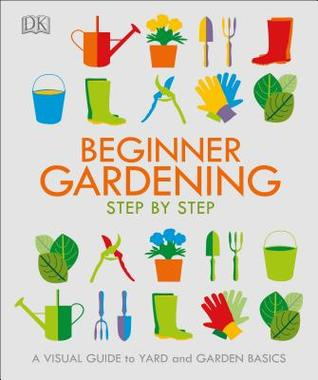 DK
BEGINNER
GARDENING
STEP BY STEP
A VISUAL GUIDE to YARD and GARDEN BASICS